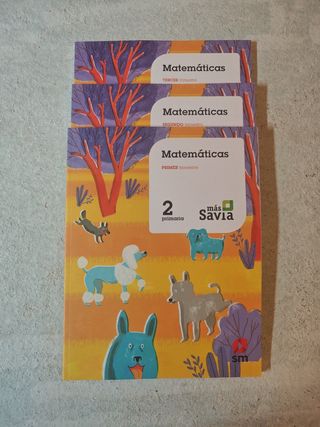 Matemáticas
TERCER trimestre
Matemáticas
SEGUNDO trimestre
Matemáticas
PRIMER trimestre
2
primaria
más
Savia
sm